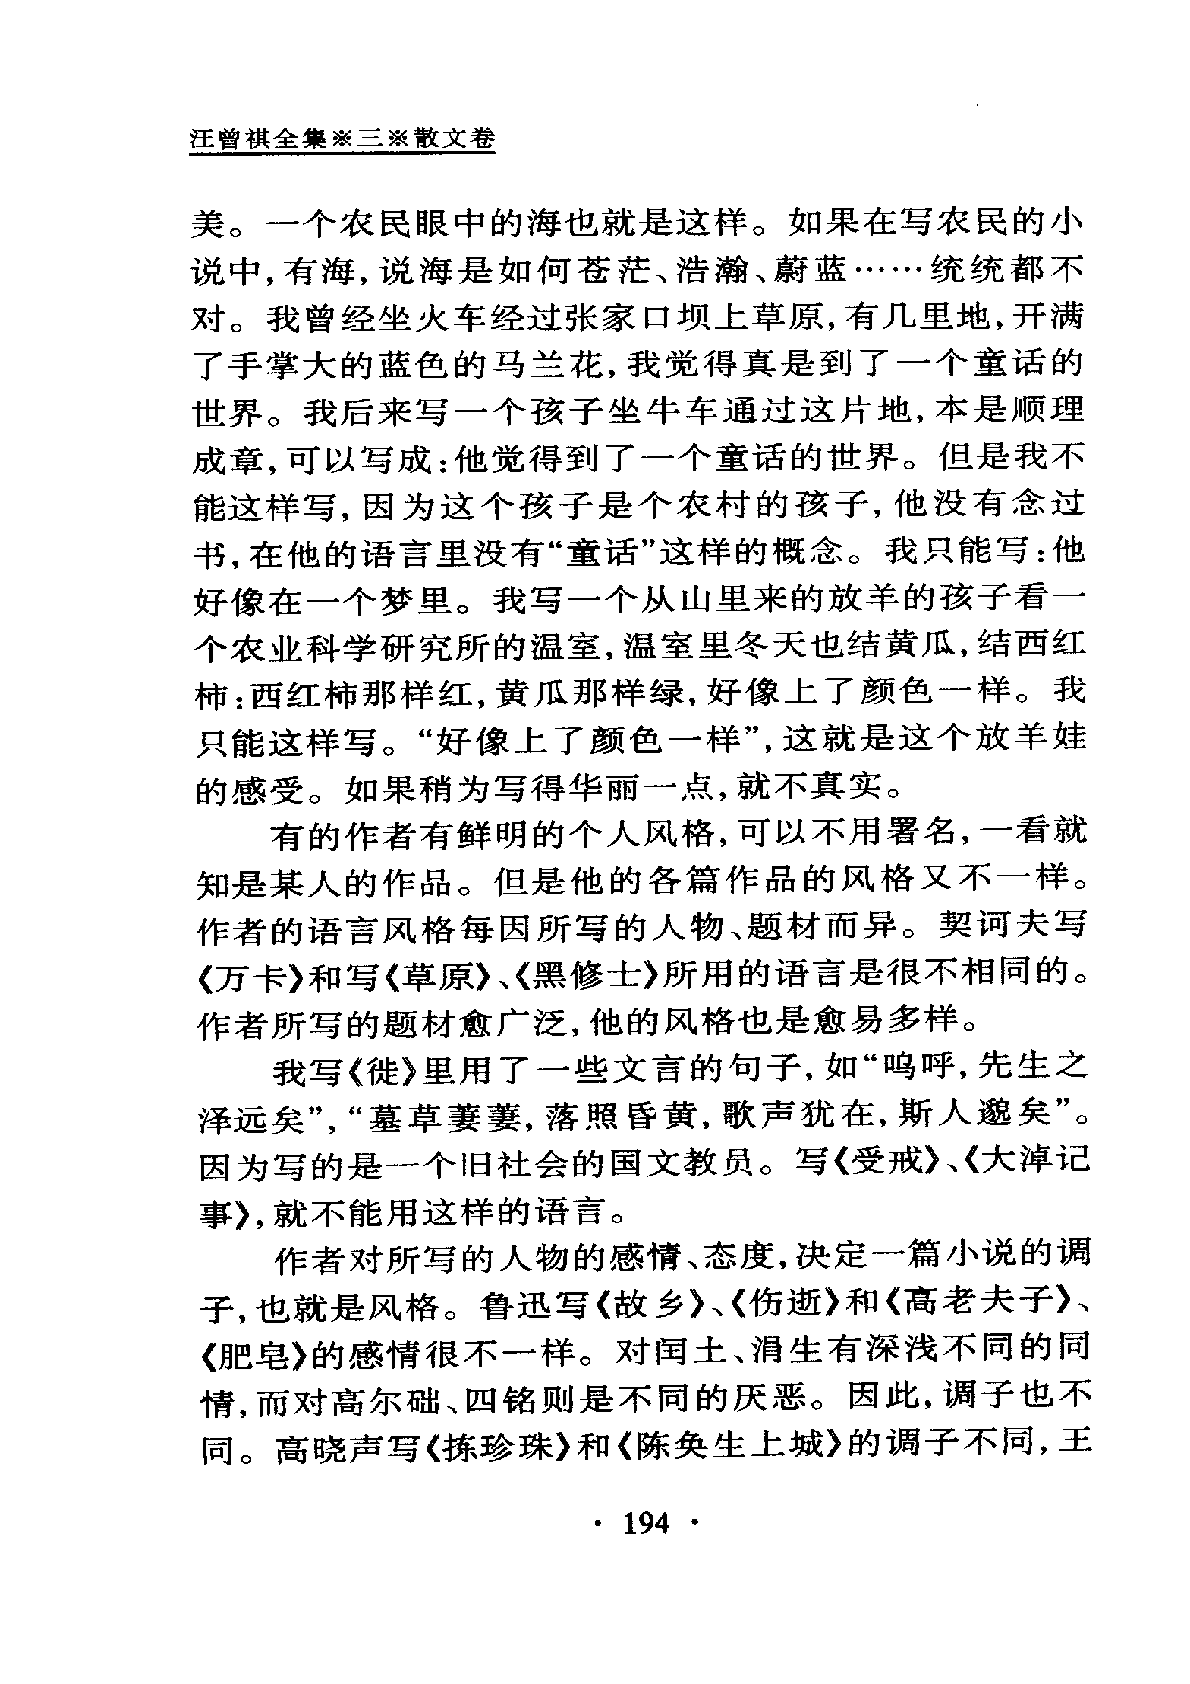 汪曾祺全集※三※散文卷
美。一个农民眼中的海也就是这样。如果在写农民的小
说中,有海,说海是如何苍茫、浩瀚、蔚蓝……统统都不
对。我曾经坐火车经过张家口坝上草原,有几里地,开满
了手掌大的蓝色的马兰花,我觉得真是到了一个童话的
世界。我后来写一个孩子坐牛车通过这片地,本是顺理
成章,可以写成:他觉得到了一个童话的世界。但是我不
能这样写,因为这个孩子是个农村的孩子,他没有念过
书,在他的语言里没有“童话”这样的概念。我只能写:他
好像在一个梦里。我写一个从山里来的放羊的孩子看一
个农业科学研究所的温室,温室里冬天也结黄瓜,结西红
柿:西红柿那样红,黄瓜那样绿,好像上了颜色一样。我
只能这样写。“好像上了颜色一样”,这就是这个放羊娃
的感受。如果稍为写得华丽一点,就不真实。
有的作者有鲜明的个人风格,可以不用署名,一看就
知是某人的作品。但是他的各篇作品的风格又不一样。
作者的语言风格每因所写的人物、题材而异。契诃夫写
《万卡》和写《草原》、《黑修士》所用的语言是很不相同的。
作者所写的题材愈广泛,他的风格也是愈易多样。
我写《徙》里用了一些文言的句子,如“呜呼,先生之
泽远矣”,“墓草萋萋,落照昏黄,歌声犹在,斯人邈矣”。
因为写的是一个旧社会的国文教员。写《受戒》、《大淖记
事》,就不能用这样的语言。
作者对所写的人物的感情、态度,决定一篇小说的调
子,也就是风格。鲁迅写《故乡》、《伤逝》和《高老夫子》、
《肥皂》的感情很不一样。对闰土、涓生有深浅不同的同
情,而对高尔础、四铭则是不同的厌恶。因此,调子也不
同。高晓声写《拣珍珠》和《陈奂生上城》的调子不同,王
· 194 ·